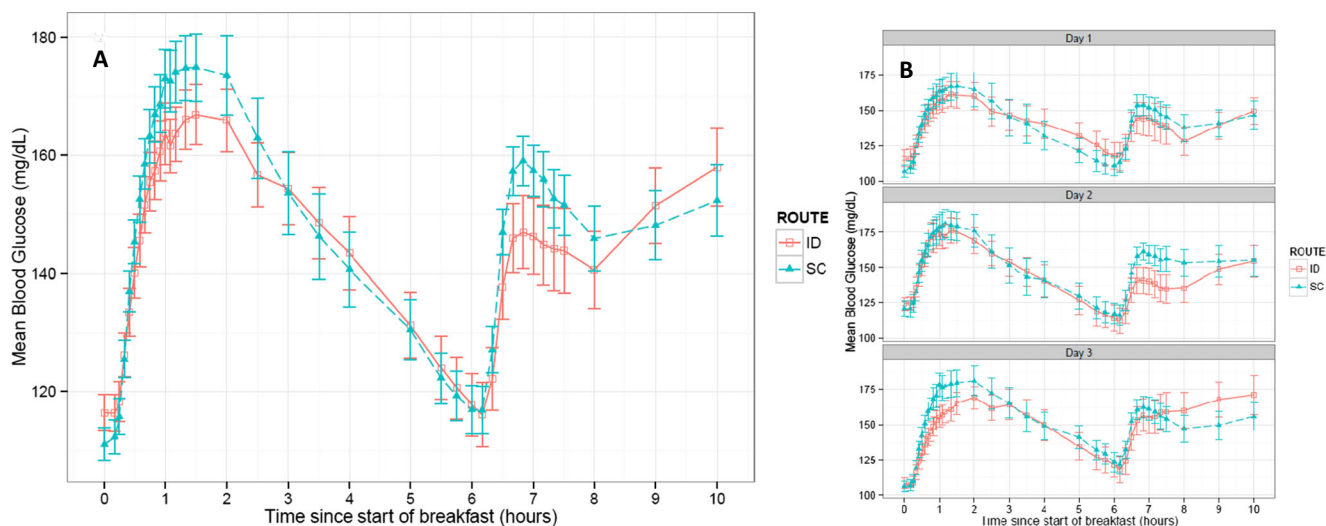 A
180
160
140
120
Mean Blood Glucose (mg/dL)
0 1 2 3 4 5 6 7 8 9 10
Time since start of breakfast (hours)
ROUTE
ID
SC
B
Day 1
175
150
125
100
Day 2
175
150
125
100
Day 3
175
150
125
100
Mean Blood Glucose (mg/dL)
0 1 2 3 4 5 6 7 8 9 10
Time since start of breakfast (hours)
ROUTE
ID
SC